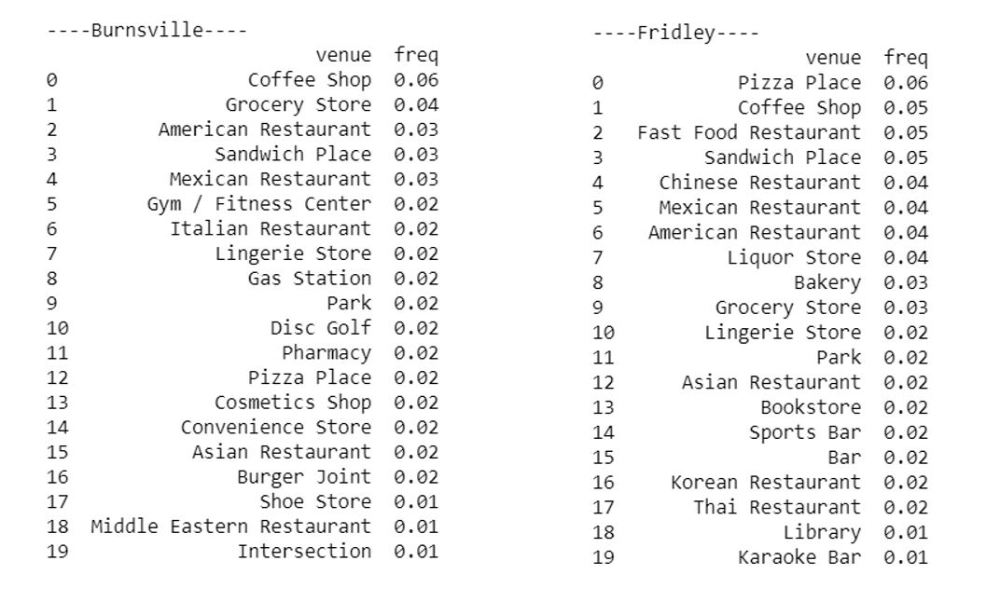 ----Burnsville----
venue freq
0 Coffee Shop 0.06
1 Grocery Store 0.04
2 American Restaurant 0.03
3 Sandwich Place 0.03
4 Mexican Restaurant 0.03
5 Gym / Fitness Center 0.02
6 Italian Restaurant 0.02
7 Lingerie Store 0.02
8 Gas Station 0.02
9 Park 0.02
10 Disc Golf 0.02
11 Pharmacy 0.02
12 Pizza Place 0.02
13 Cosmetics Shop 0.02
14 Convenience Store 0.02
15 Asian Restaurant 0.02
16 Burger Joint 0.02
17 Shoe Store 0.01
18 Middle Eastern Restaurant 0.01
19 Intersection 0.01
----Fridley----
venue freq
0 Pizza Place 0.06
1 Coffee Shop 0.05
2 Fast Food Restaurant 0.05
3 Sandwich Place 0.05
4 Chinese Restaurant 0.04
5 Mexican Restaurant 0.04
6 American Restaurant 0.04
7 Liquor Store 0.04
8 Bakery 0.03
9 Grocery Store 0.03
10 Lingerie Store 0.02
11 Park 0.02
12 Asian Restaurant 0.02
13 Bookstore 0.02
14 Sports Bar 0.02
15 Bar 0.02
16 Korean Restaurant 0.02
17 Thai Restaurant 0.02
18 Library 0.01
19 Karaoke Bar 0.01